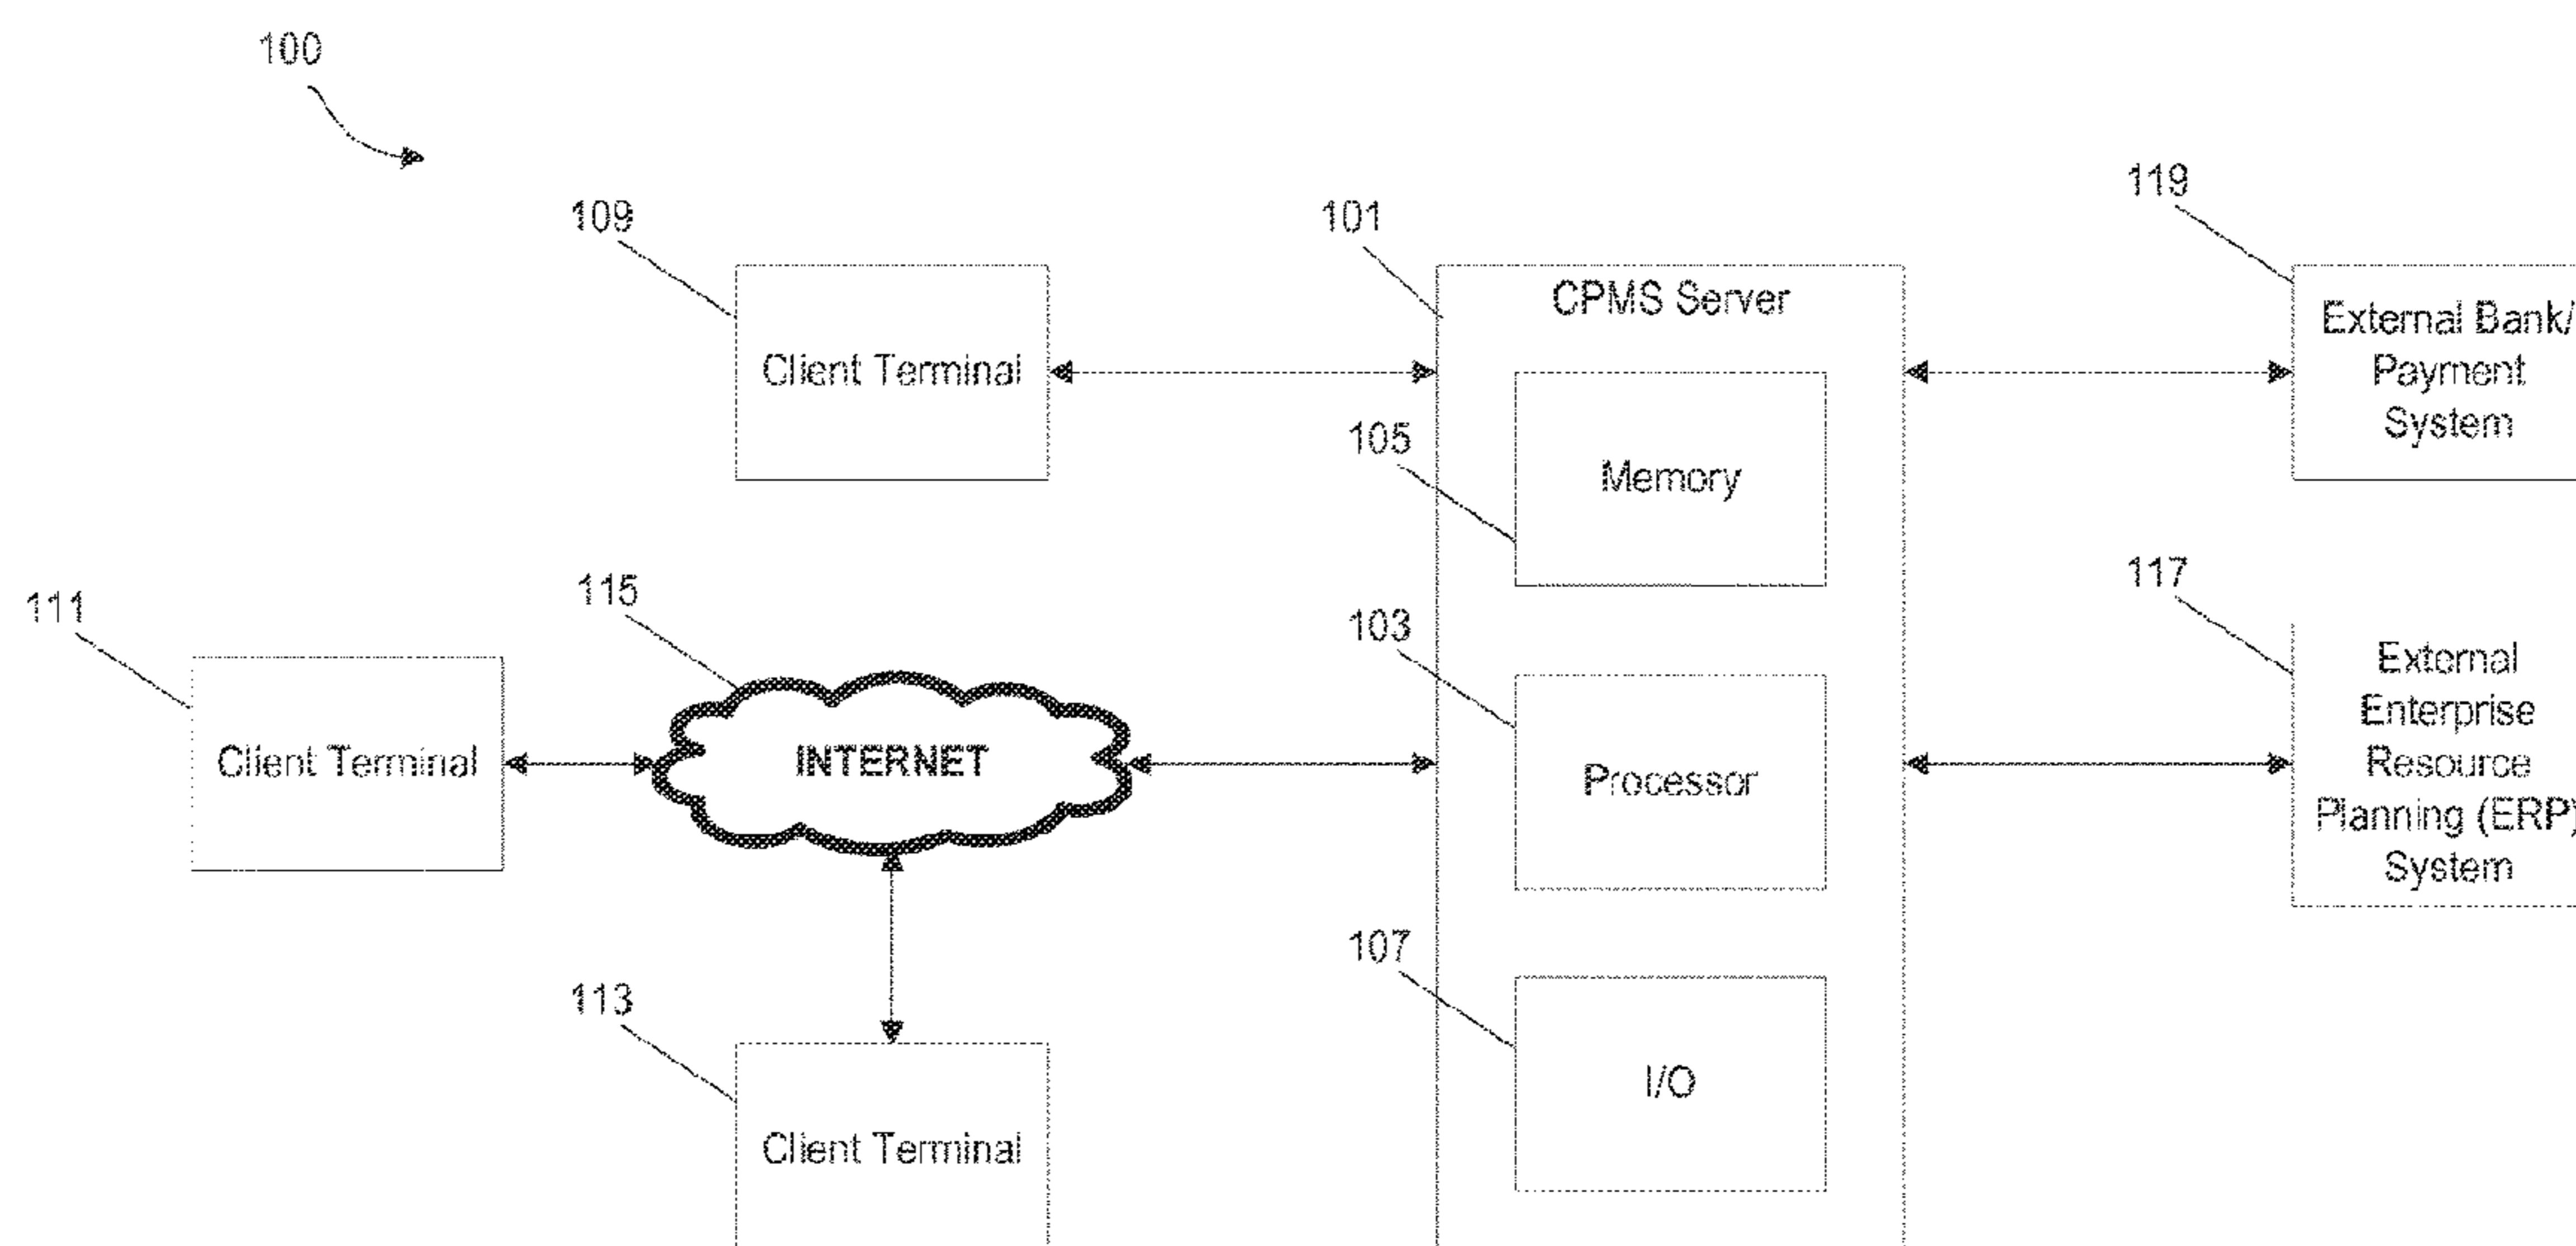 100
119
109
101
CPMS Server
External Bank/
Payment
System
Client Terminal
105
Memory
117
115
111
103
External
Enterprise
Resource
Planning (ERP)
System
Client Terminal
INTERNET
Processor
107
113
I/O
Client Terminal